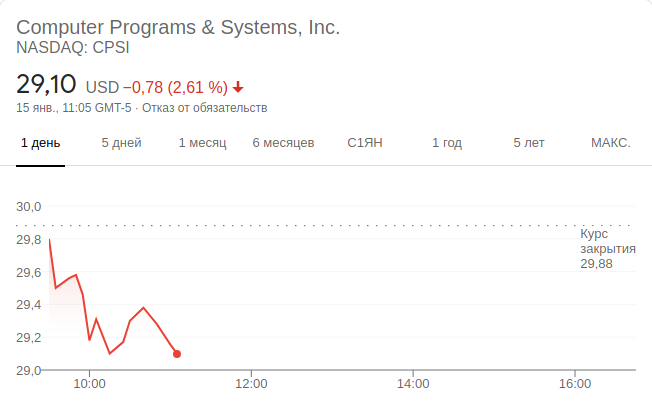 Computer Programs & Systems, Inc.
NASDAQ: CPSI
29,10 USD −0,78 (2,61 %)
15 янв., 11:05 GMT-5 · Отказ от обязательств
1 день 5 дней 1 месяц 6 месяцев С1ЯН 1 год 5 лет МАКС.
30,0
29,8
29,6
29,4
29,2
29,0
Курс
закрытия
29,88
10:00 12:00 14:00 16:00